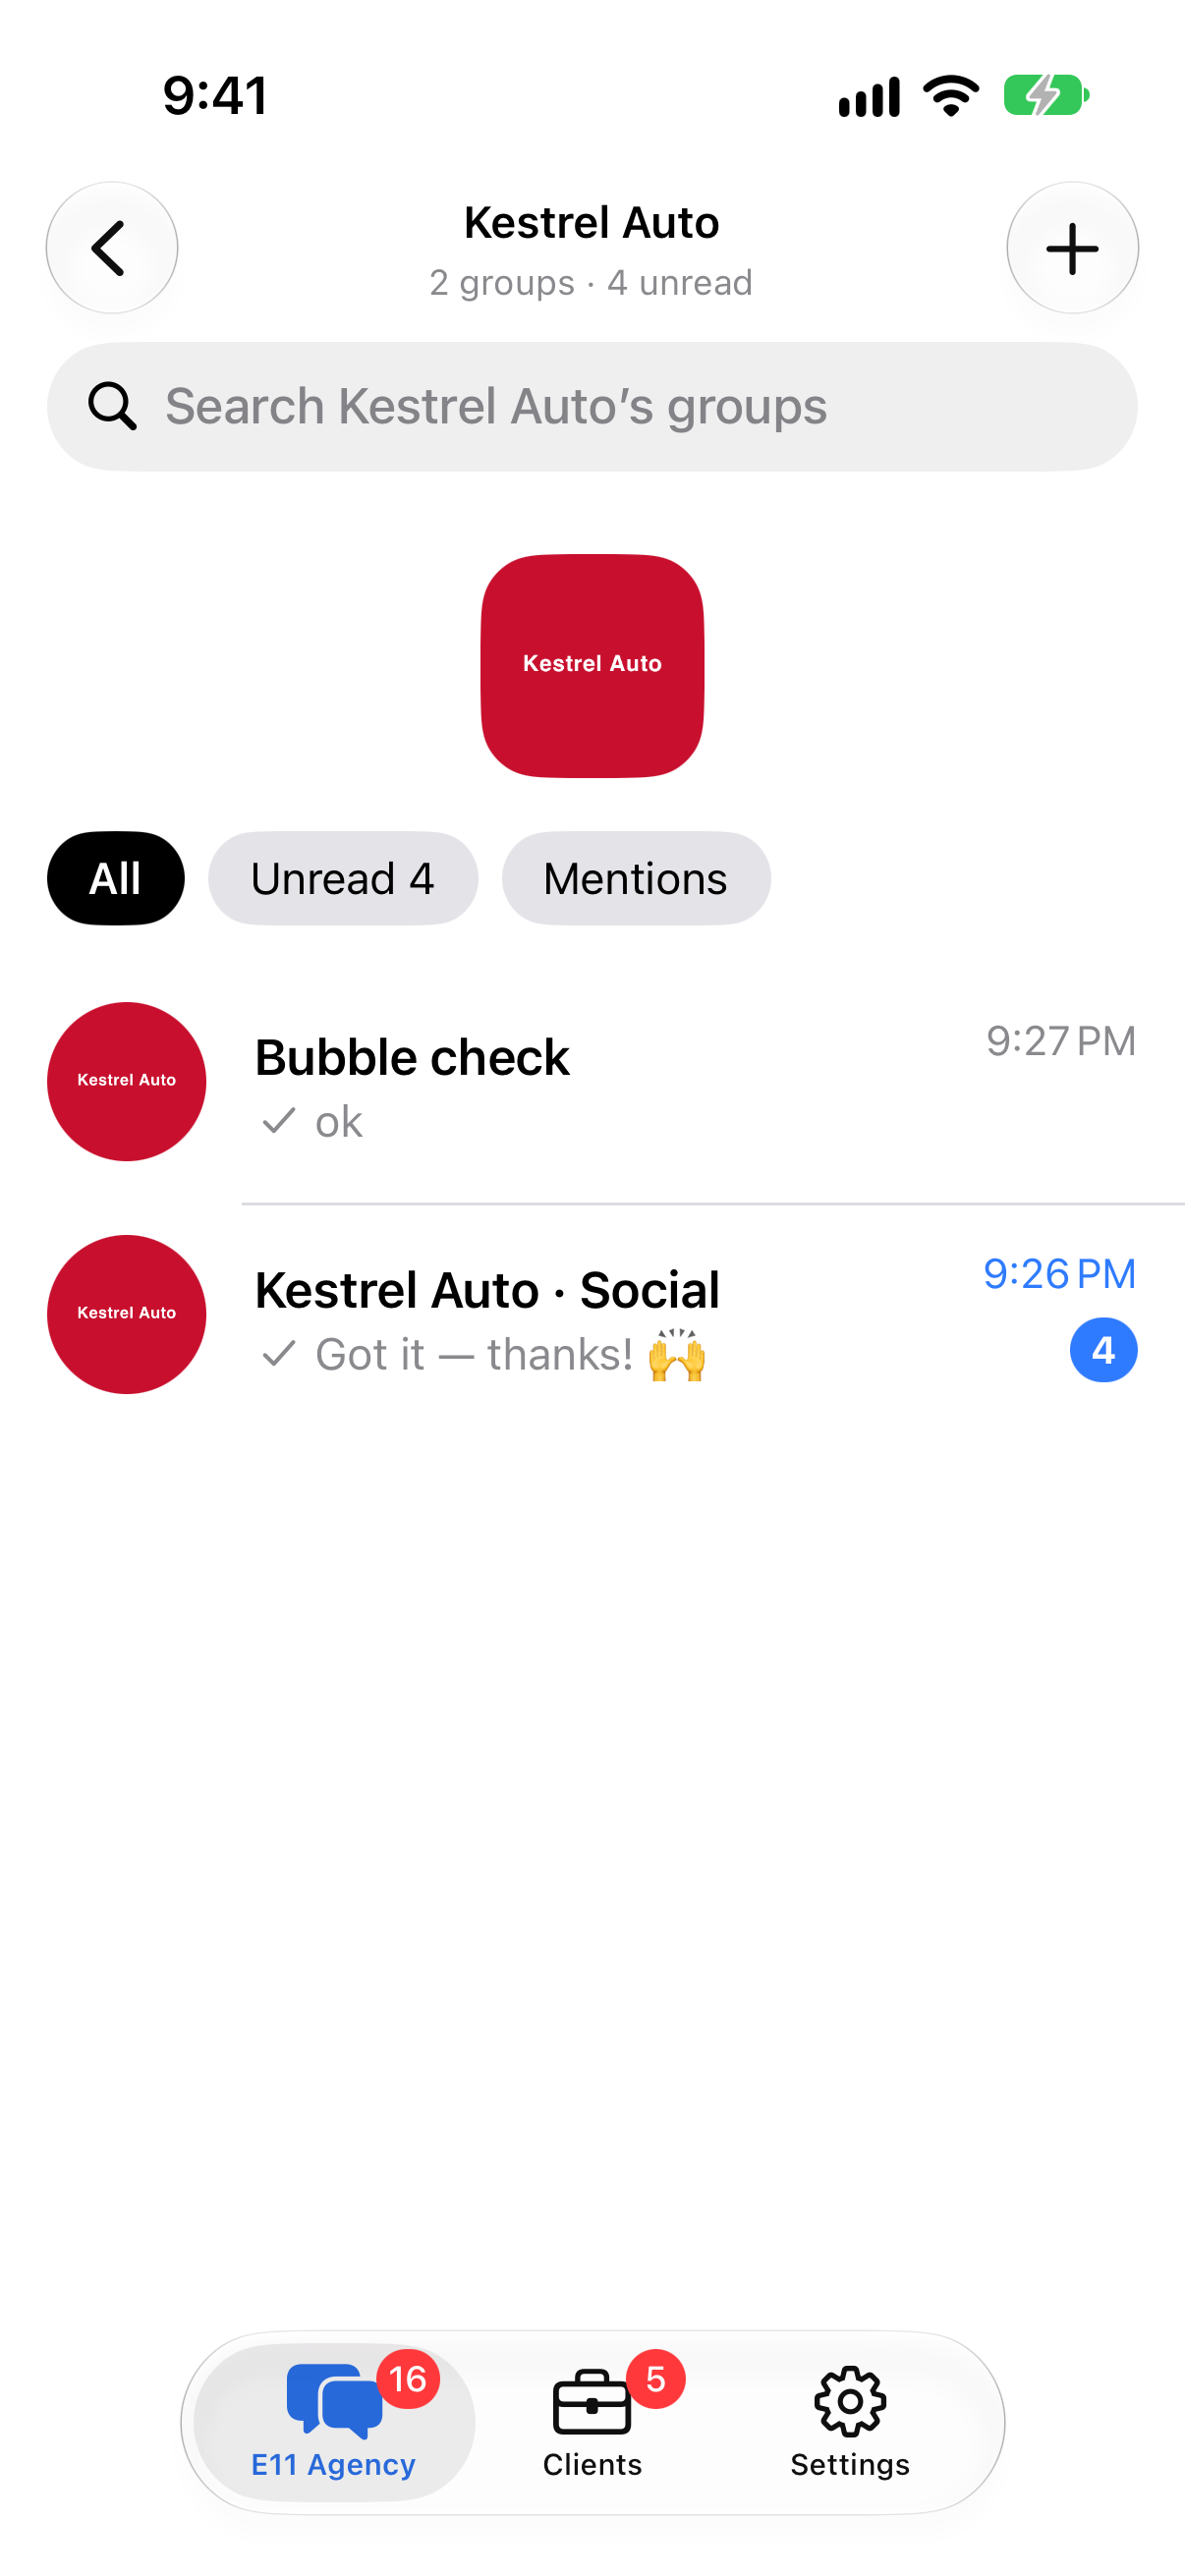 9:41
Kestrel Auto
2 groups · 4 unread
Search Kestrel Auto’s groups
Kestrel Auto
All
Unread 4
Mentions
Kestrel Auto
Bubble check
9:27 PM
✓ ok
Kestrel Auto
Kestrel Auto · Social
9:26 PM
✓ Got it — thanks! 🙌
4
16
5
E11 Agency
Clients
Settings